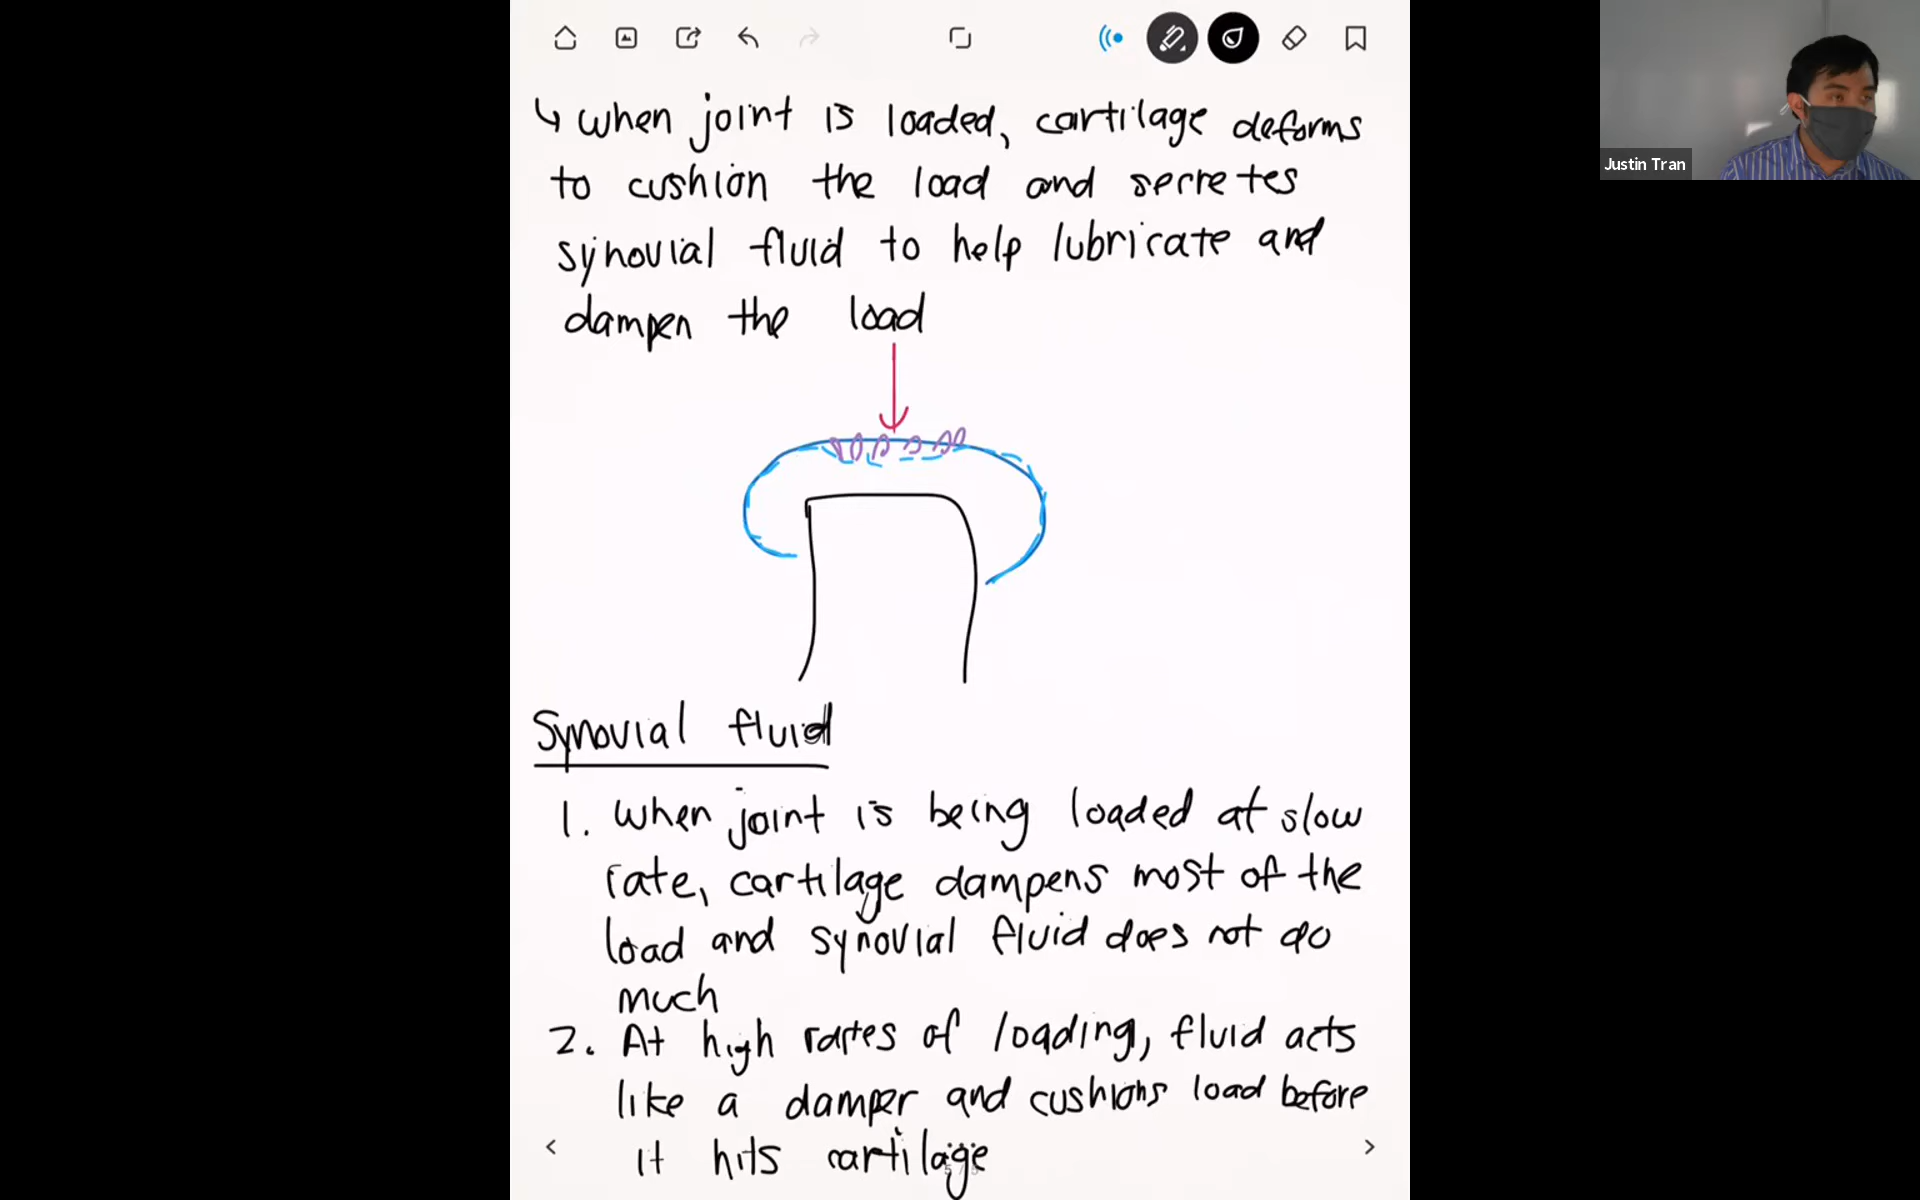 ↳ when joint is loaded, cartilage deforms
to cushion the load and secretes
synovial fluid to help lubricate and
dampen the load
Synovial fluid
1. When joint is being loaded at slow
rate, cartilage dampens most of the
load and synovial fluid does not do
much
2. At high rates of loading, fluid acts
like a damper and cushions load before
it hits cartilage
Justin Tran